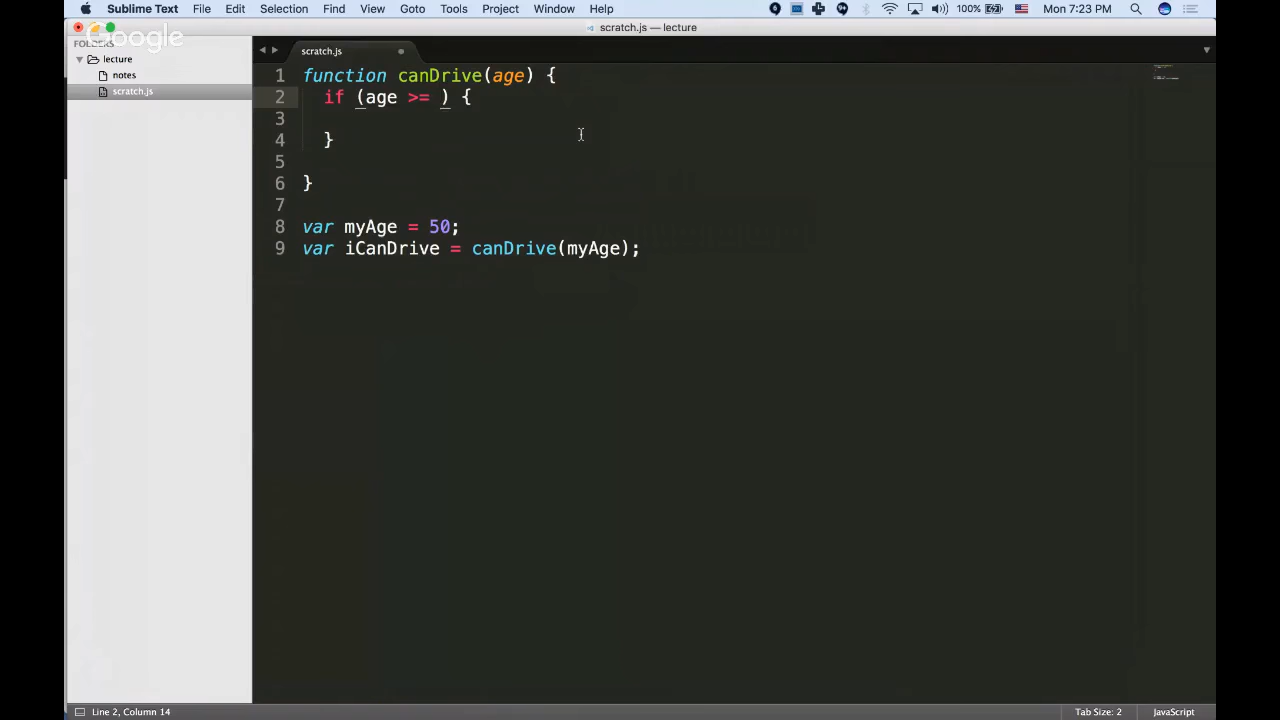 Sublime Text File Edit Selection Find View Goto Tools Project Window Help 100% Mon 7:23 PM
scratch.js — lecture
Google
FOLDERS
lecture
notes
scratch.js
scratch.js
1 function canDrive(age) {
2 if (age >= ) {
3
4 }
5
6 }
7
8 var myAge = 50;
9 var iCanDrive = canDrive(myAge);
Line 2, Column 14 Tab Size: 2 JavaScript